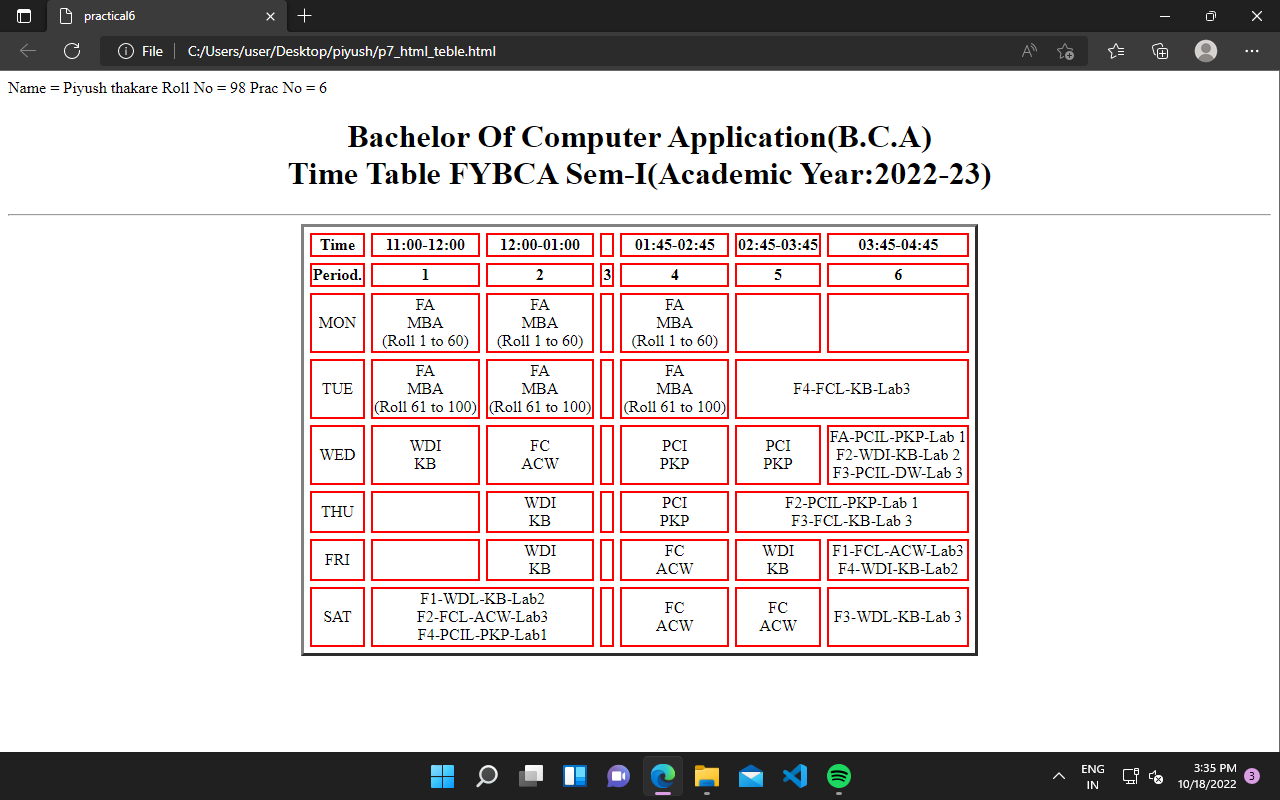 practical6
File C:/Users/user/Desktop/piyush/p7_html_teble.html
Name = Piyush thakare Roll No = 98 Prac No = 6
Bachelor Of Computer Application(B.C.A)
Time Table FYBCA Sem-I(Academic Year:2022-23)
Time 11:00-12:00 12:00-01:00 01:45-02:45 02:45-03:45 03:45-04:45
Period. 1 2 3 4 5 6
FA FA FA
MON MBA MBA MBA
(Roll 1 to 60) (Roll 1 to 60) (Roll 1 to 60)
FA FA FA
TUE MBA MBA MBA F4-FCL-KB-Lab3
(Roll 61 to 100) (Roll 61 to 100) (Roll 61 to 100)
FA-PCIL-PKP-Lab 1
WED WDI KB FC ACW PCI PKP PCI PKP F2-WDI-KB-Lab 2
F3-PCIL-DW-Lab 3
THU WDI PCI F2-PCIL-PKP-Lab 1
KB PKP F3-FCL-KB-Lab 3
FRI WDI FC WDI F1-FCL-ACW-Lab3
KB ACW KB F4-WDI-KB-Lab2
F1-WDL-KB-Lab2
SAT F2-FCL-ACW-Lab3 FC ACW FC ACW F3-WDL-KB-Lab 3
F4-PCIL-PKP-Lab1
ENG 3:35 PM
IN 10/18/2022 3